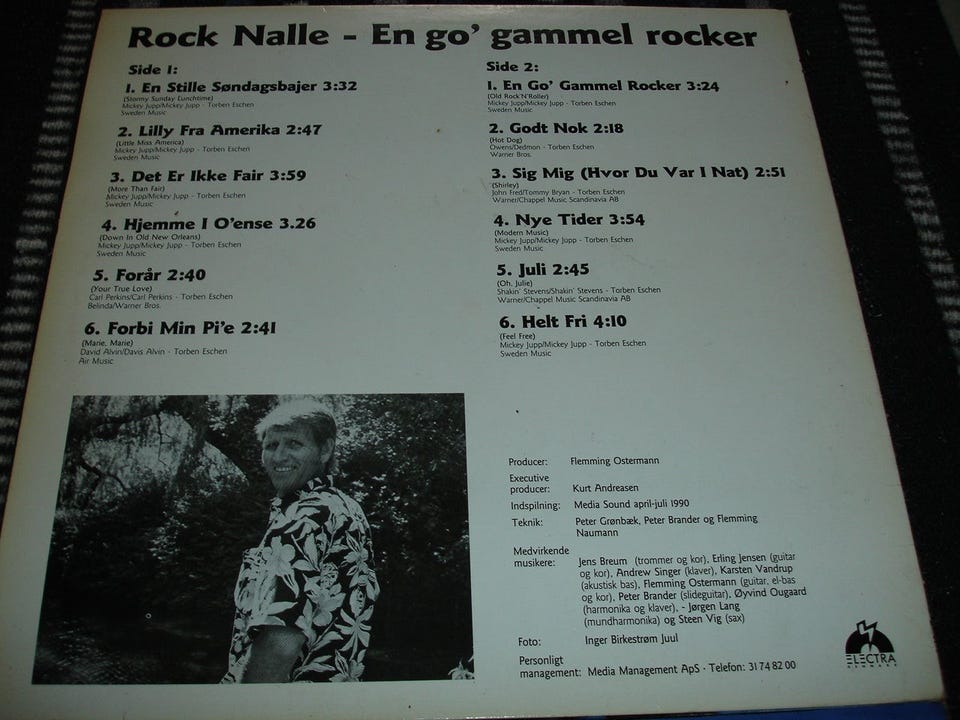 Rock Nalle - En go' gammel rocker
Side 1:
1. En Stille Søndagsbajer 3:32
(Stormy Sunday Lunchtime)
Mickey Jupp/Mickey Jupp - Torben Eschen
Sweden Music
2. Lilly Fra Amerika 2:47
(Little Miss America)
Mickey Jupp/Mickey Jupp - Torben Eschen
Sweden Music
3. Det Er Ikke Fair 3:59
(More Than Fair)
Mickey Jupp/Mickey Jupp - Torben Eschen
Sweden Music
4. Hjemme I O'ense 3.26
(Down In Old New Orleans)
Mickey Jupp/Mickey Jupp - Torben Eschen
Sweden Music
5. Forår 2:40
(Your True Love)
Carl Perkins/Carl Perkins - Torben Eschen
Belinda/Warner Bros.
6. Forbi Min Pi'e 2:41
(Marie, Marie)
David Alvin/Davis Alvin - Torben Eschen
Air Music
Side 2:
1. En Go' Gammel Rocker 3:24
(Old Rock'N'Roller)
Mickey Jupp/Mickey Jupp - Torben Eschen
Sweden Music
2. Godt Nok 2:18
(Hot Dog)
Owens/Dedmon - Torben Eschen
Warner Bros.
3. Sig Mig (Hvor Du Var I Nat) 2:51
(Shirley)
John Fred/Tommy Bryan - Torben Eschen
Warner/Chappel Music Scandinavia AB
4. Nye Tider 3:54
(Modern Music)
Mickey Jupp/Mickey Jupp - Torben Eschen
Sweden Music
5. Juli 2:45
(Oh, Julie)
Shakin' Stevens/Shakin' Stevens - Torben Eschen
Warner/Chappel Music Scandinavia AB
6. Helt Fri 4:10
(Feel Free)
Mickey Jupp/Mickey Jupp - Torben Eschen
Sweden Music
Producer: Flemming Ostermann
Executive
producer: Kurt Andreasen
Indspilning: Media Sound april-juli 1990
Teknik: Peter Grønbæk, Peter Brander og Flemming
Naumann
Medvirkende
musikere: Jens Breum (trommer og kor), Erling Jensen (guitar
og kor), Andrew Singer (klaver), Karsten Vandrup
(akustisk bas), Flemming Ostermann (guitar, el-bas
og kor), Peter Brander (slideguitar), Øyvind Ougaard
(harmonika og klaver), - Jørgen Lang
(mundharmonika) og Steen Vig (sax)
Foto: Inger Birkestrøm Juul
Personligt
management: Media Management ApS · Telefon: 31 74 82 00
ELECTRA
DENMARK